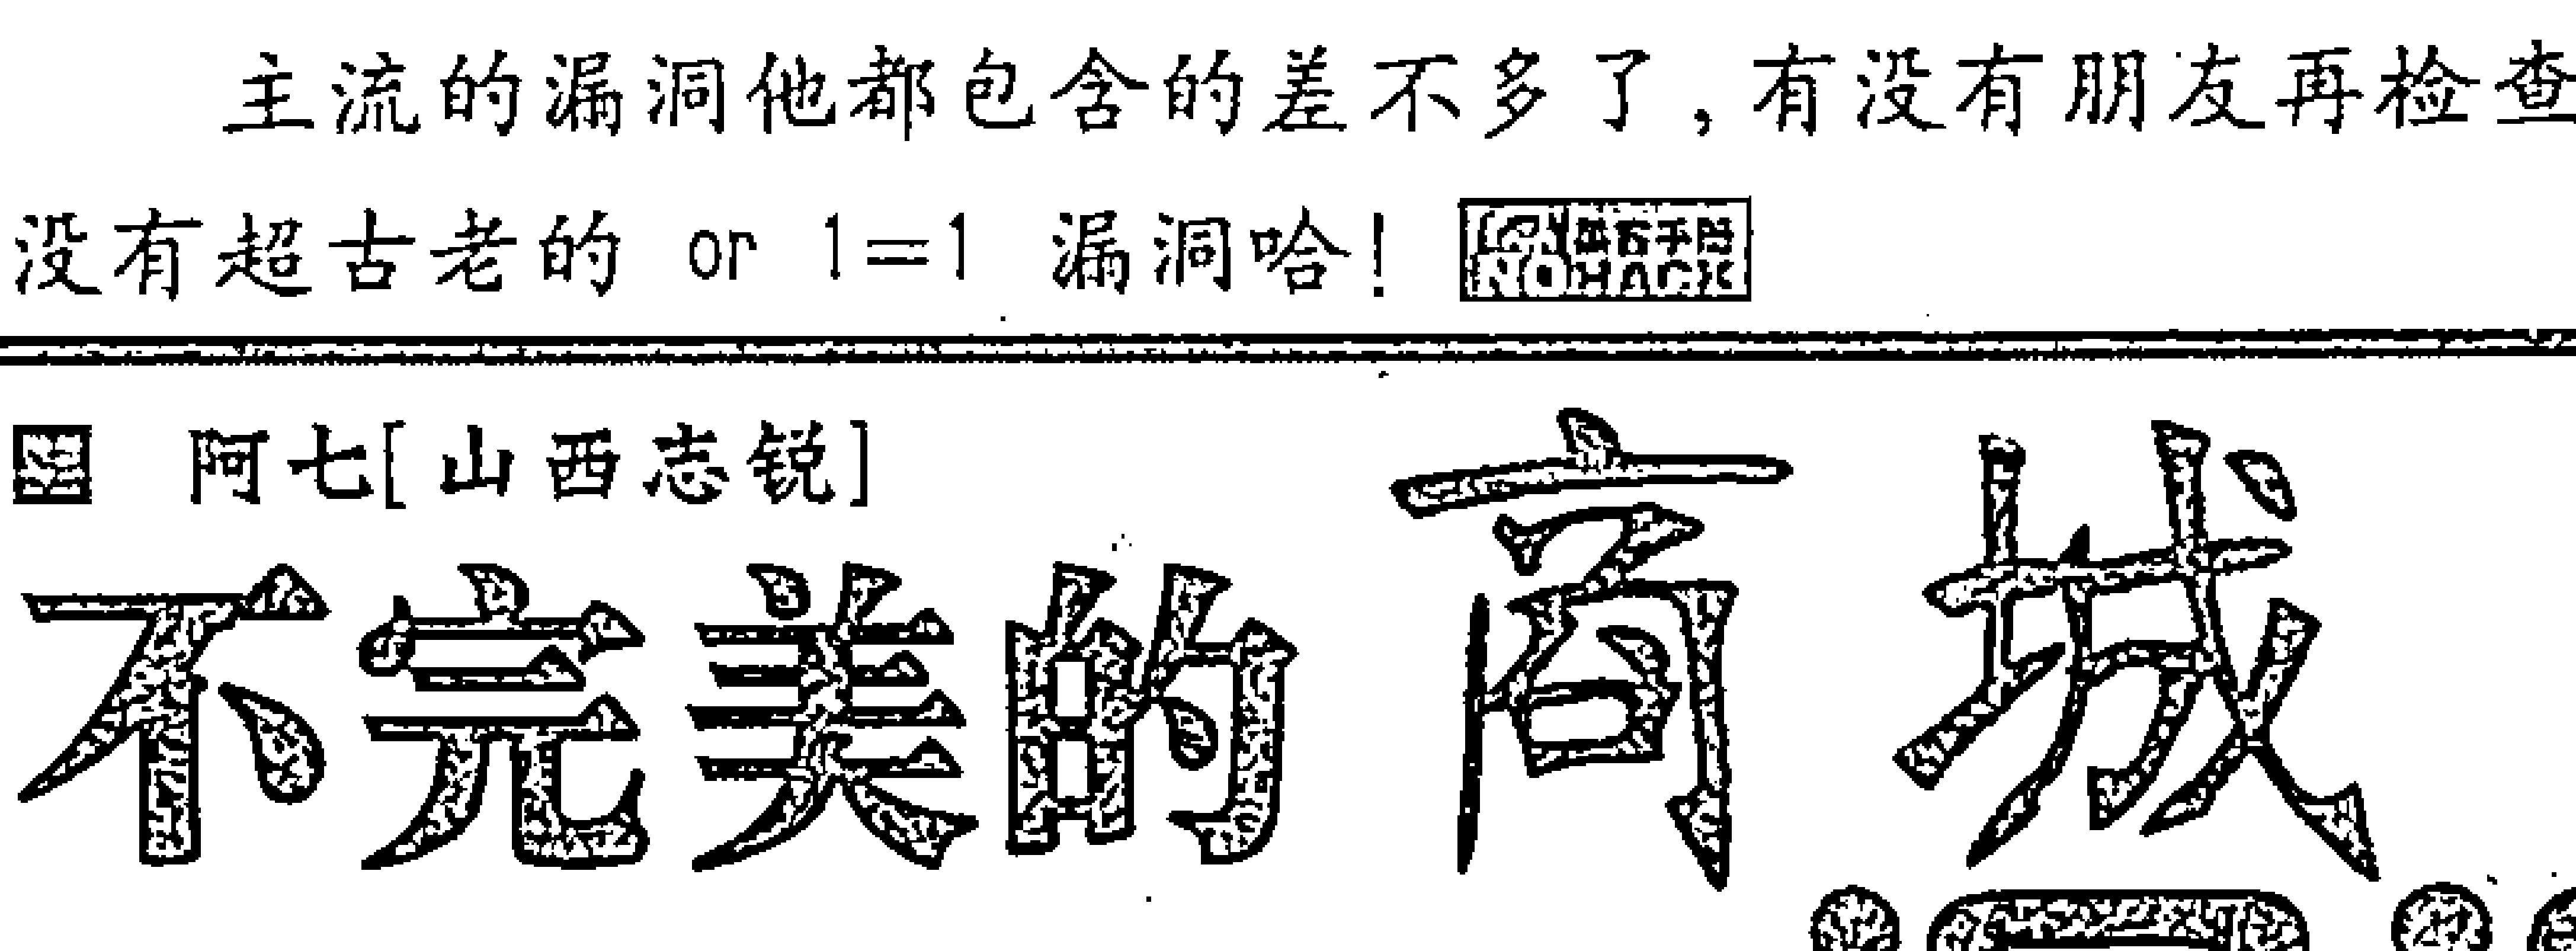 主流的漏洞他都包含的差不多了,有没有朋友再检查
没有超古老的 or 1=1 漏洞哈!
NO HACK
阿七[山西志锐]
不完美的商城